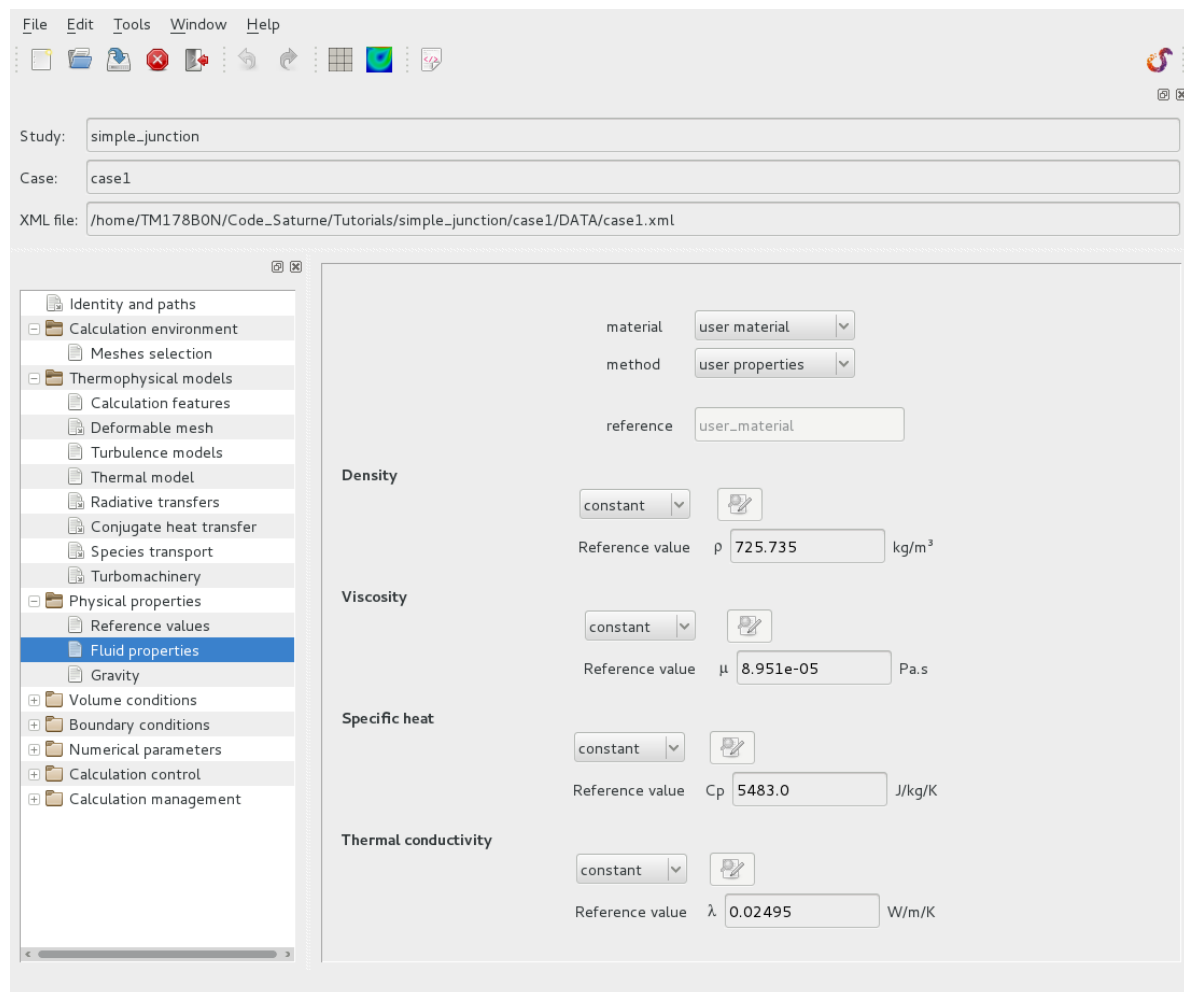 File Edit Tools Window Help
Study: simple_junction
Case: case1
XML file: /home/TM178B0N/Code_Saturne/Tutorials/simple_junction/case1/DATA/case1.xml
Identity and paths
Calculation environment
Meshes selection
Thermophysical models
Calculation features
Deformable mesh
Turbulence models
Thermal model
Radiative transfers
Conjugate heat transfer
Species transport
Turbomachinery
Physical properties
Reference values
Fluid properties
Gravity
Volume conditions
Boundary conditions
Numerical parameters
Calculation control
Calculation management
material user material
method user properties
reference user_material
Density
constant
Reference value ρ 725.735 kg/m³
Viscosity
constant
Reference value μ 8.951e-05 Pa.s
Specific heat
constant
Reference value Cp 5483.0 J/kg/K
Thermal conductivity
constant
Reference value λ 0.02495 W/m/K